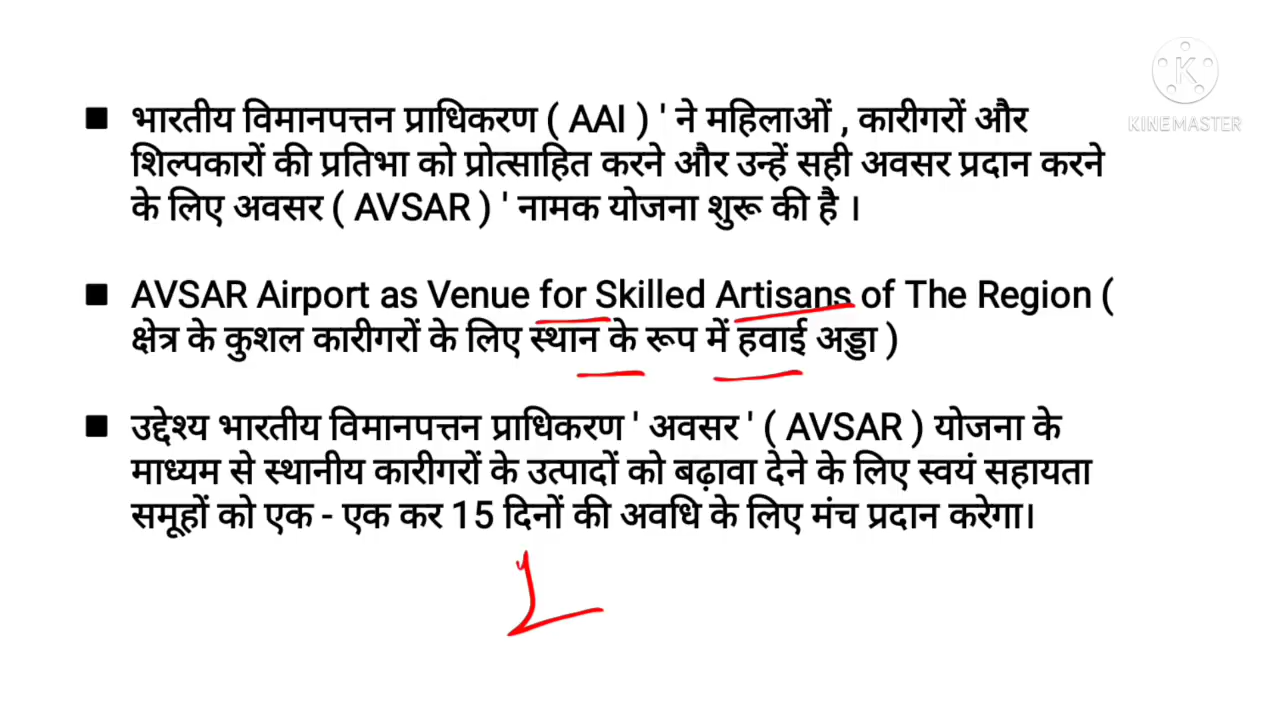 K
KINEMASTER
■ भारतीय विमानपत्तन प्राधिकरण ( AAI ) ' ने महिलाओं , कारीगरों और
शिल्पकारों की प्रतिभा को प्रोत्साहित करने और उन्हें सही अवसर प्रदान करने
के लिए अवसर ( AVSAR ) ' नामक योजना शुरू की है ।
■ AVSAR Airport as Venue for Skilled Artisans of The Region (
क्षेत्र के कुशल कारीगरों के लिए स्थान के रूप में हवाई अड्डा )
■ उद्देश्य भारतीय विमानपत्तन प्राधिकरण ' अवसर ' ( AVSAR ) योजना के
माध्यम से स्थानीय कारीगरों के उत्पादों को बढ़ावा देने के लिए स्वयं सहायता
समूहों को एक - एक कर 15 दिनों की अवधि के लिए मंच प्रदान करेगा।